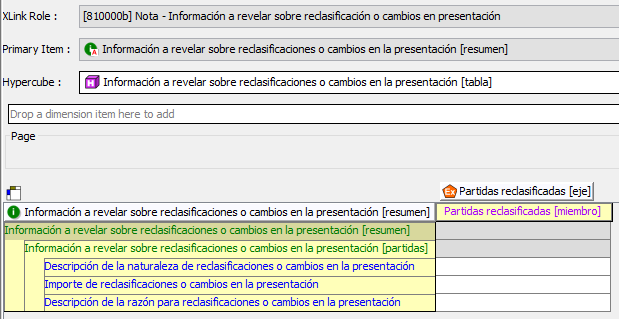 XLink Role : [810000b] Nota - Información a revelar sobre reclasificación o cambios en presentación
Primary Item : Información a revelar sobre reclasificaciones o cambios en la presentación [resumen]
Hypercube : Información a revelar sobre reclasificaciones o cambios en la presentación [tabla]
Drop a dimension item here to add
Page
Partidas reclasificadas [eje]
Información a revelar sobre reclasificaciones o cambios en la presentación [resumen] Partidas reclasificadas [miembro]
Información a revelar sobre reclasificaciones o cambios en la presentación [resumen]
Información a revelar sobre reclasificaciones o cambios en la presentación [partidas]
Descripción de la naturaleza de reclasificaciones o cambios en la presentación
Importe de reclasificaciones o cambios en la presentación
Descripción de la razón para reclasificaciones o cambios en la presentación